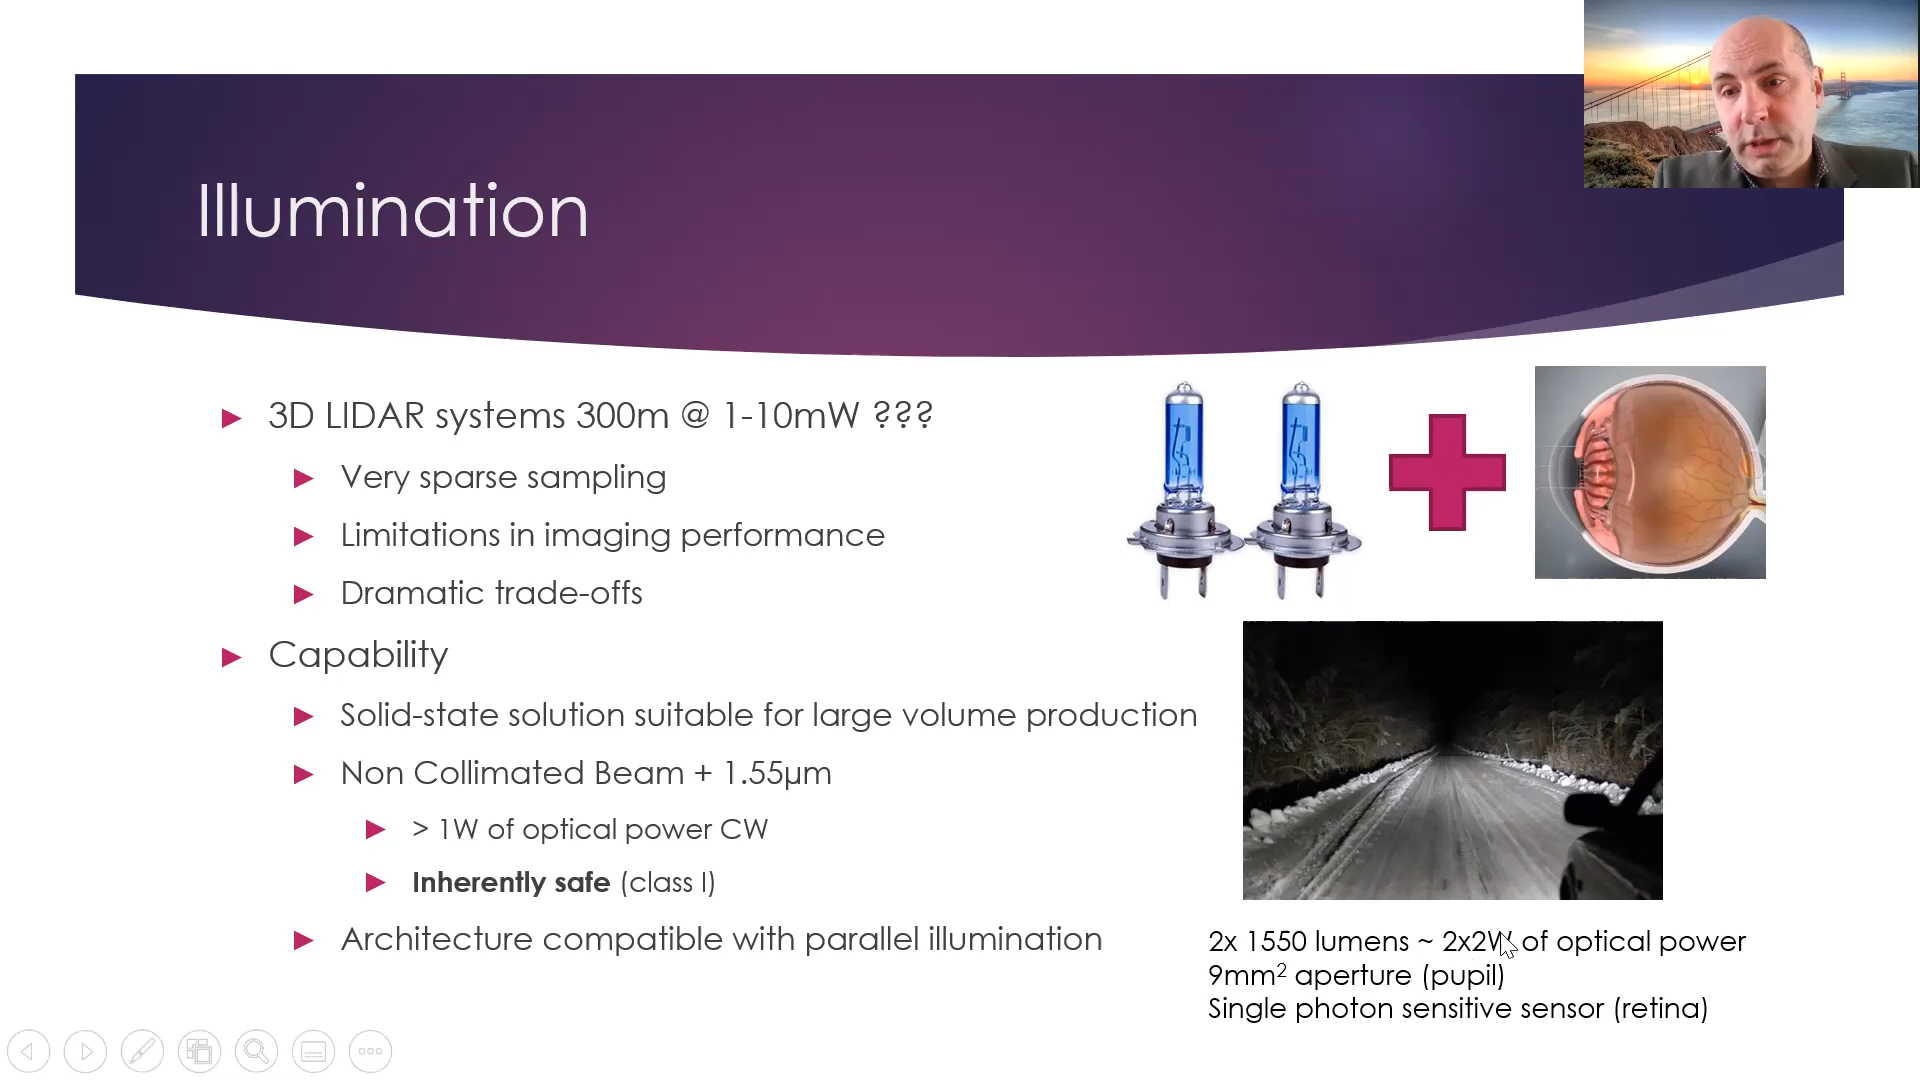 Illumination
3D LIDAR systems 300m @ 1-10mW ???
Very sparse sampling
Limitations in imaging performance
Dramatic trade-offs
Capability
Solid-state solution suitable for large volume production
Non Collimated Beam + 1.55µm
> 1W of optical power CW
Inherently safe (class I)
Architecture compatible with parallel illumination
2x 1550 lumens ~ 2x2W of optical power
9mm² aperture (pupil)
Single photon sensitive sensor (retina)